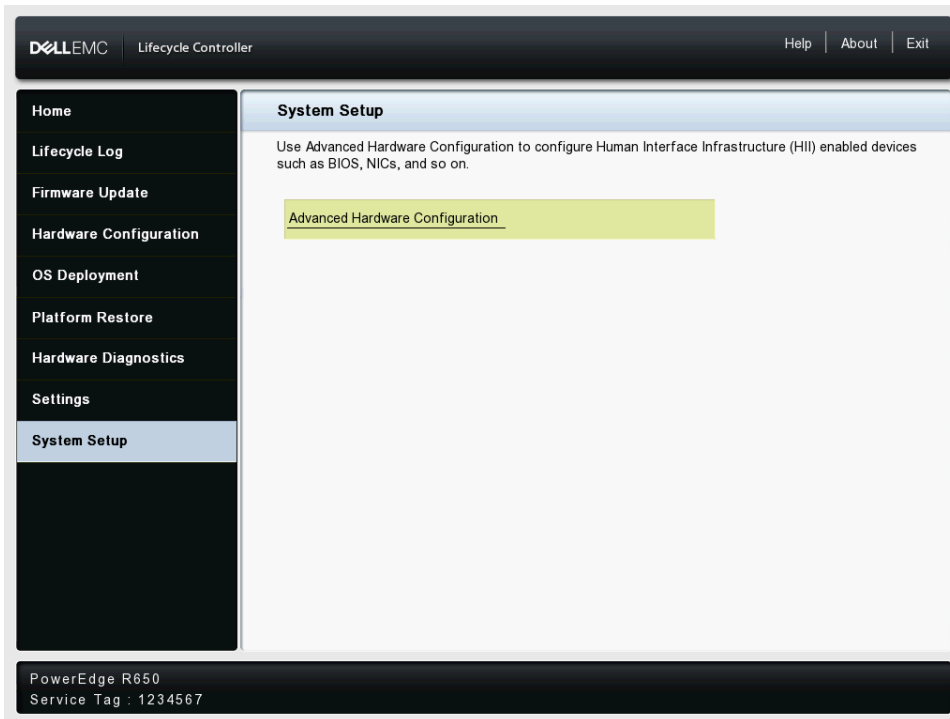 DELLEMC Lifecycle Controller Help About Exit
Home
Lifecycle Log
Firmware Update
Hardware Configuration
OS Deployment
Platform Restore
Hardware Diagnostics
Settings
System Setup
System Setup
Use Advanced Hardware Configuration to configure Human Interface Infrastructure (HII) enabled devices
such as BIOS, NICs, and so on.
Advanced Hardware Configuration
PowerEdge R650
Service Tag : 1234567